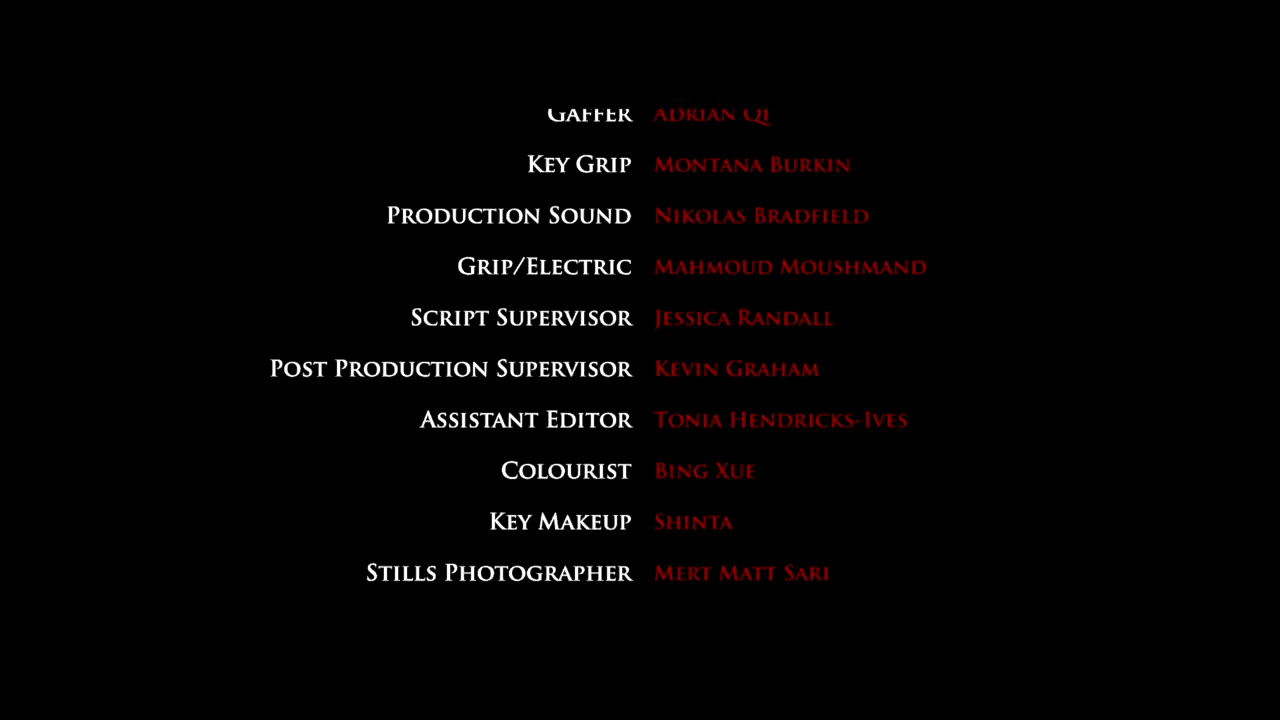 Gaffer Adrian Qi
Key Grip Montana Burkin
Production Sound Nikolas Bradfield
Grip/Electric Mahmoud Moushmand
Script Supervisor Jessica Randall
Post Production Supervisor Kevin Graham
Assistant Editor Tonia Hendricks-Ives
Colourist Bing Xue
Key Makeup Shinta
Stills Photographer Mert Matt Sari